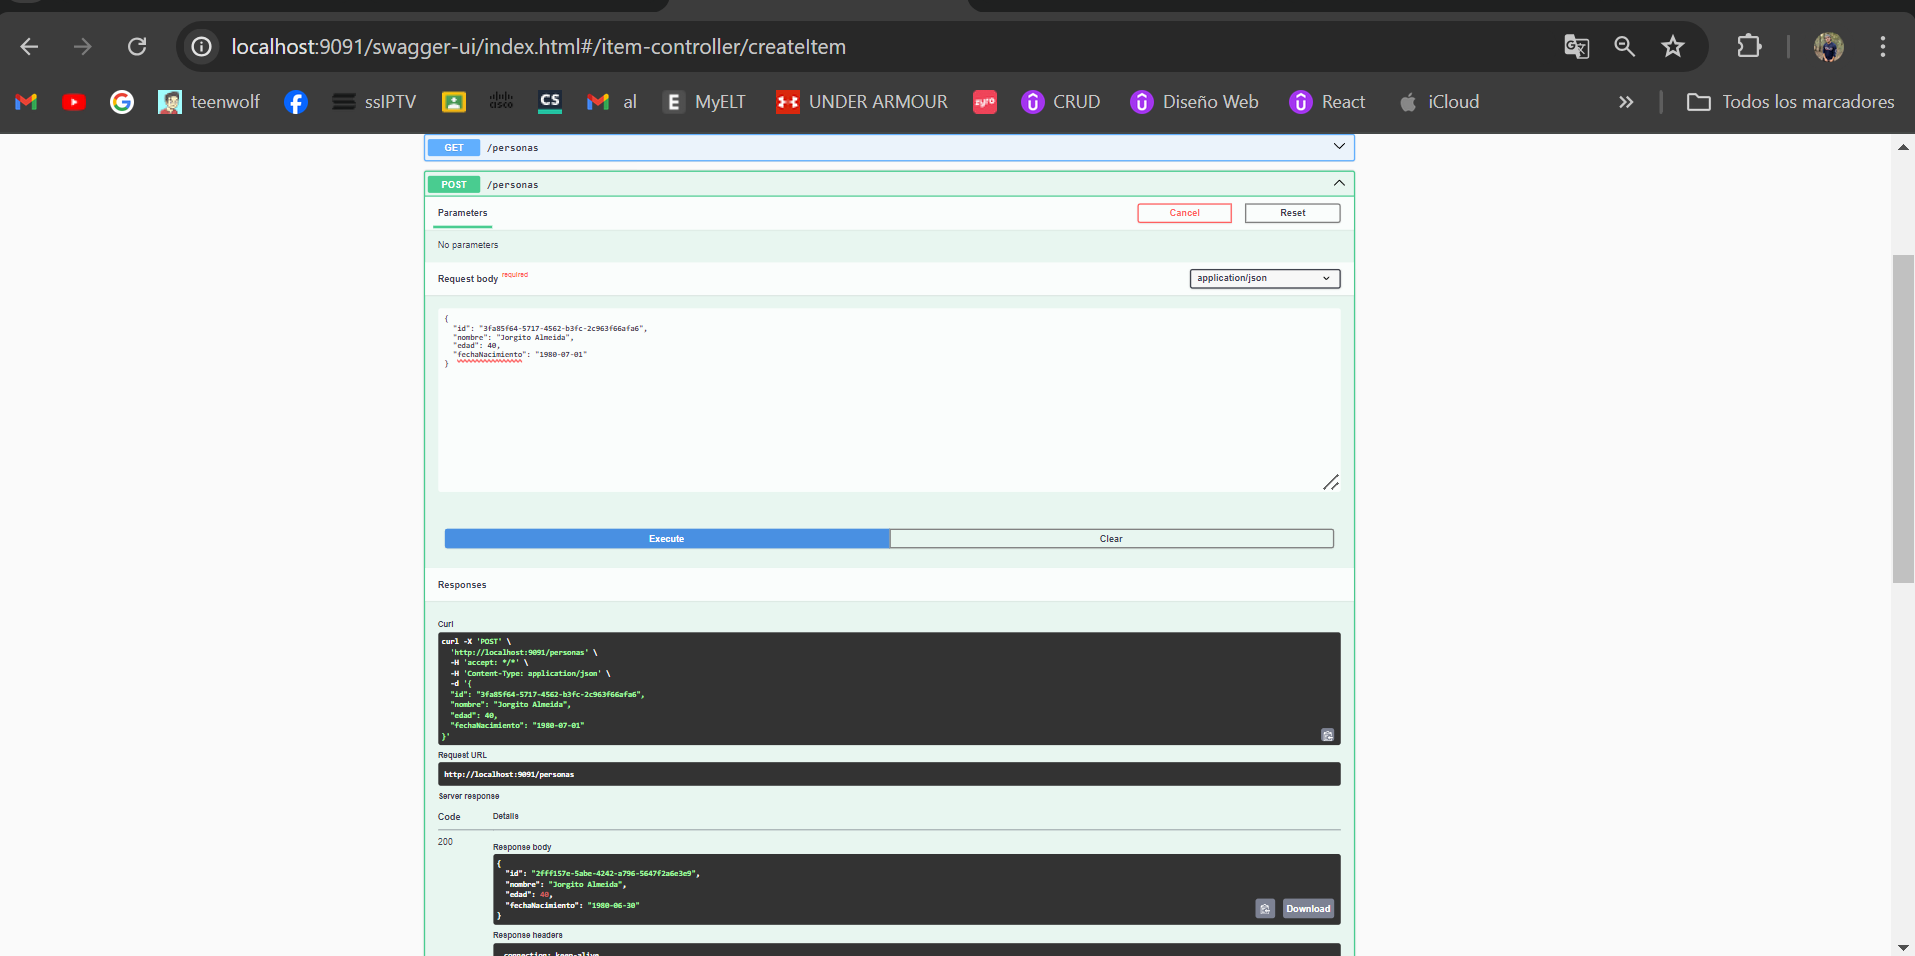 localhost:9091/swagger-ui/index.html#/item-controller/createItem
teenwolf
ssIPTV
cisco
CS
al
E MyELT
UNDER ARMOUR
zyro
CRUD
Diseño Web
React
iCloud
Todos los marcadores
GET /personas
POST /personas
Parameters
Cancel
Reset
No parameters
Request body required
application/json
{
"id": "3fa85f64-5717-4562-b3fc-2c963f66afa6",
"nombre": "Jorgito Almeida",
"edad": 40,
"fechaNacimiento": "1980-07-01"
}
Execute
Clear
Responses
Curl
curl -X 'POST' \
'http://localhost:9091/personas' \
-H 'accept: */*' \
-H 'Content-Type: application/json' \
-d '{
"id": "3fa85f64-5717-4562-b3fc-2c963f66afa6",
"nombre": "Jorgito Almeida",
"edad": 40,
"fechaNacimiento": "1980-07-01"
}'
Request URL
http://localhost:9091/personas
Server response
Code Details
200
Response body
{
"id": "2fff157e-5abe-4242-a796-5647f2a6e3e9",
"nombre": "Jorgito Almeida",
"edad": 40,
"fechaNacimiento": "1980-06-30"
}
Download
Response headers
connection: keep-alive